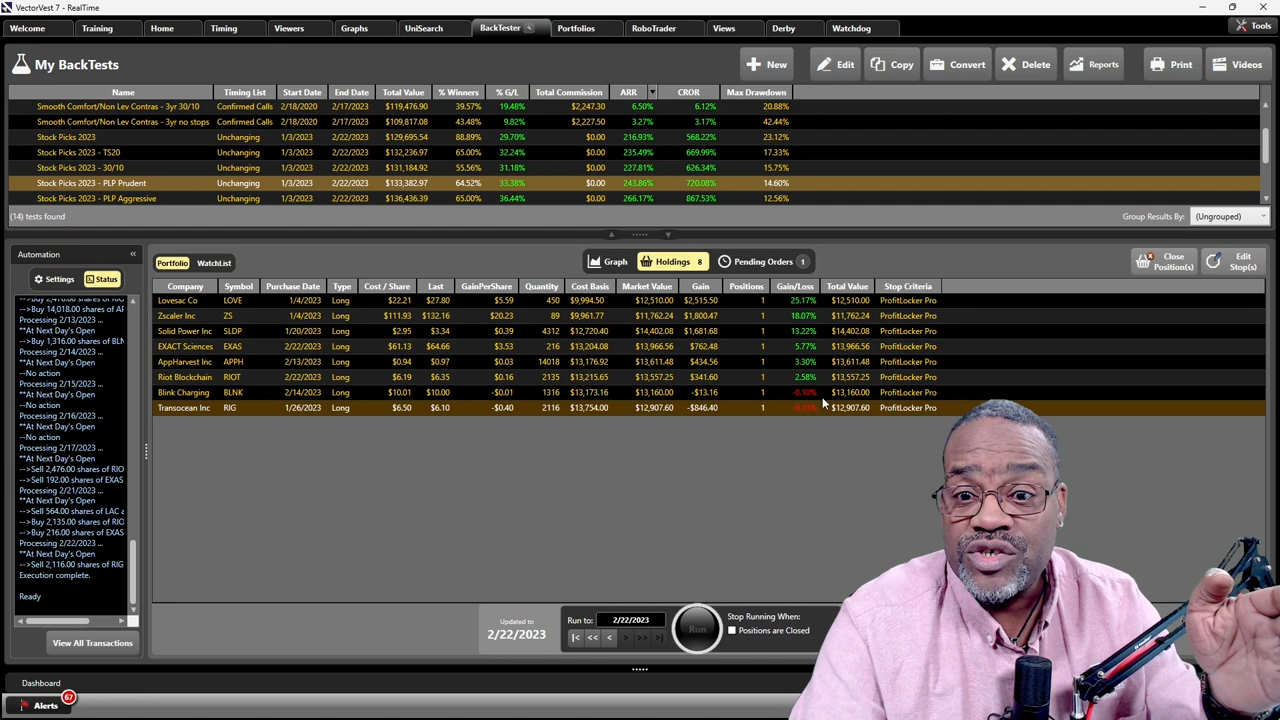 VectorVest 7 - RealTime
Welcome Training Home Timing Viewers Graphs UniSearch BackTester Portfolios RoboTrader Views Derby Watchdog Tools
My BackTests New Edit Copy Convert Delete Reports Print Videos
Name Timing List Start Date End Date Total Value % Winners % G/L Total Commission ARR CROR Max Drawdown
Smooth Comfort/Non Lev Contras - 3yr 30/10 Confirmed Calls 2/18/2020 2/17/2023 $119,476.90 39.57% 19.48% $2,247.30 6.50% 6.12% 20.88%
Smooth Comfort/Non Lev Contras - 3yr no stops Confirmed Calls 2/18/2020 2/17/2023 $109,817.08 43.48% 9.82% $2,227.50 3.27% 3.17% 42.44%
Stock Picks 2023 Unchanging 1/3/2023 2/22/2023 $129,695.54 88.89% 29.70% $0.00 216.93% 568.22% 23.12%
Stock Picks 2023 - TS20 Unchanging 1/3/2023 2/22/2023 $132,236.97 65.00% 32.24% $0.00 235.49% 669.99% 17.33%
Stock Picks 2023 - 30/10 Unchanging 1/3/2023 2/22/2023 $131,184.92 55.56% 31.18% $0.00 227.81% 626.34% 15.75%
Stock Picks 2023 - PLP Prudent Unchanging 1/3/2023 2/22/2023 $133,382.97 64.52% 33.38% $0.00 243.86% 720.08% 14.60%
Stock Picks 2023 - PLP Aggressive Unchanging 1/3/2023 2/22/2023 $136,436.39 65.00% 36.44% $0.00 266.17% 867.53% 12.56%
(14) tests found Group Results By: (Ungrouped)
Automation
Settings Status
Portfolio WatchList Graph Holdings 8 Pending Orders 1 Close Position(s) Edit Stop(s)
Company Symbol Purchase Date Type Cost / Share Last GainPerShare Quantity Cost Basis Market Value Gain Positions Gain/Loss Total Value Stop Criteria
Lovesac Co LOVE 1/4/2023 Long $22.21 $27.80 $5.59 450 $9,994.50 $12,510.00 $2,515.50 1 25.17% $12,510.00 ProfitLocker Pro
Zscaler Inc ZS 1/4/2023 Long $111.93 $132.16 $20.23 89 $9,961.77 $11,762.24 $1,800.47 1 18.07% $11,762.24 ProfitLocker Pro
Solid Power Inc SLDP 1/20/2023 Long $2.95 $3.34 $0.39 4312 $12,720.40 $14,402.08 $1,681.68 1 13.22% $14,402.08 ProfitLocker Pro
EXACT Sciences EXAS 2/22/2023 Long $61.13 $64.66 $3.53 216 $13,204.08 $13,966.56 $762.48 1 5.77% $13,966.56 ProfitLocker Pro
AppHarvest Inc APPH 2/13/2023 Long $0.94 $0.97 $0.03 14018 $13,176.92 $13,611.48 $434.56 1 3.30% $13,611.48 ProfitLocker Pro
Riot Blockchain RIOT 2/22/2023 Long $6.19 $6.35 $0.16 2135 $13,215.65 $13,557.25 $341.60 1 2.58% $13,557.25 ProfitLocker Pro
Blink Charging BLNK 2/14/2023 Long $10.01 $10.00 -$0.01 1316 $13,173.16 $13,160.00 -$13.16 1 -0.10% $13,160.00 ProfitLocker Pro
Transocean Inc RIG 1/26/2023 Long $6.50 $6.10 -$0.40 2116 $13,754.00 $12,907.60 -$846.40 1 $12,907.60 ProfitLocker Pro
-->Buy 14,018.00 shares of AP
Processing 2/13/2023 ...
**At Next Day's Open
-->Buy 1,316.00 shares of BLN
Processing 2/14/2023 ...
**At Next Day's Open
--No action
Processing 2/15/2023 ...
**At Next Day's Open
--No action
Processing 2/16/2023 ...
**At Next Day's Open
--No action
Processing 2/17/2023 ...
**At Next Day's Open
-->Sell 2,476.00 shares of RIO
-->Sell 192.00 shares of EXAS
Processing 2/21/2023 ...
**At Next Day's Open
-->Sell 564.00 shares of LAC a
-->Buy 2,135.00 shares of RIO
-->Buy 216.00 shares of EXAS
Processing 2/22/2023 ...
**At Next Day's Open
-->Sell 2,116.00 shares of RIG
Execution complete.
Ready
View All Transactions
Updated to
2/22/2023
Run to: 2/22/2023
|< << < > >> >|
Run
Stop Running When:
Positions are Closed
Dashboard
Alerts 67